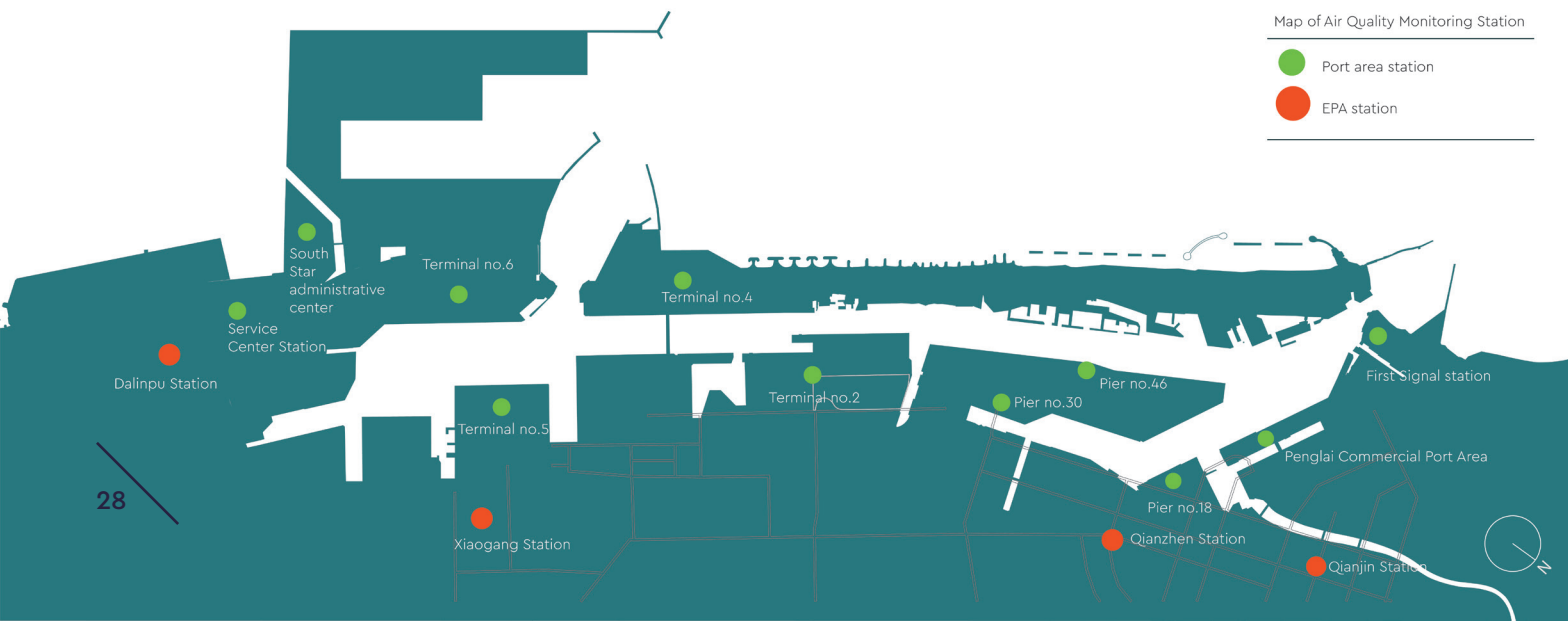 Map of Air Quality Monitoring Station
Port area station
EPA station
South
Star
administrative
center
Terminal no.6
Terminal no.4
Service
Center Station
Dalinpu Station
First Signal station
Terminal no.2
Pier no.46
Pier no.30
Terminal no.5
Penglai Commercial Port Area
28
Pier no.18
Xiaogang Station
Qianzhen Station
Qianjin Station
N